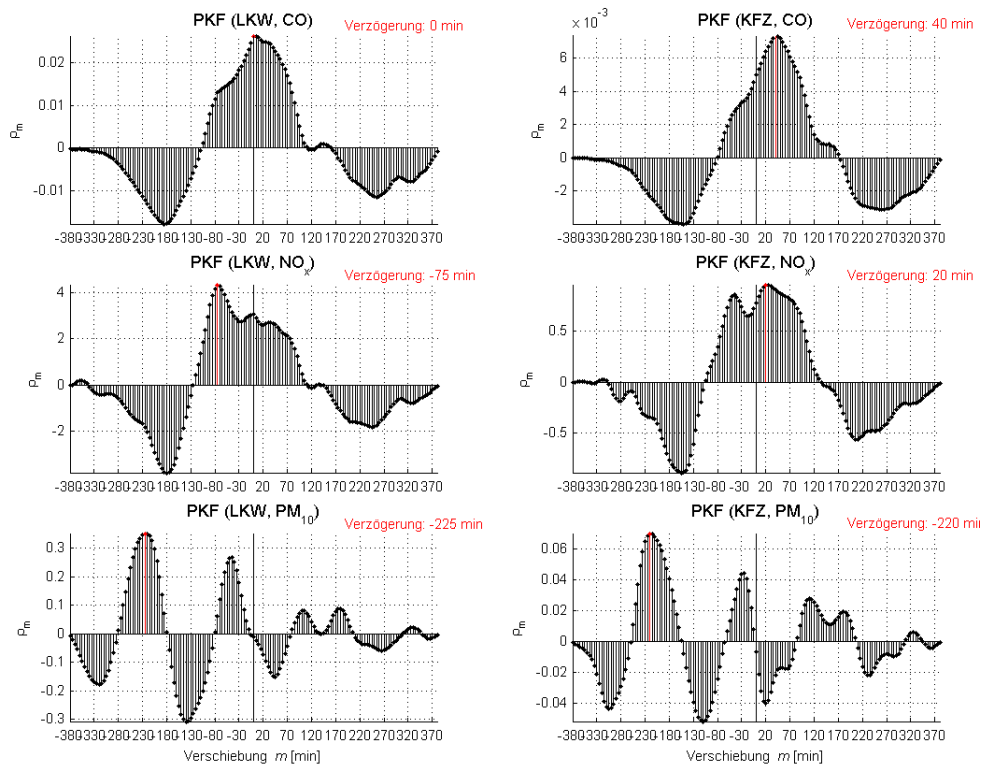 PKF (LKW, CO)
Verzögerung: 0 min
0.02
0.01
0
-0.01
ρm
-380-330-280-230-180-130 -80 -30 20 70 120 170 220 270 320 370
x 10⁻³
PKF (KFZ, CO)
Verzögerung: 40 min
6
4
2
0
-2
ρm
-380-330-280-230-180-130 -80 -30 20 70 120 170 220 270 320 370
PKF (LKW, NOx)
Verzögerung: -75 min
4
2
0
-2
ρm
-380-330-280-230-180-130 -80 -30 20 70 120 170 220 270 320 370
PKF (KFZ, NOx)
Verzögerung: 20 min
0.5
0
-0.5
ρm
-380-330-280-230-180-130 -80 -30 20 70 120 170 220 270 320 370
PKF (LKW, PM10)
Verzögerung: -225 min
0.3
0.2
0.1
0
-0.1
-0.2
-0.3
ρm
-380-330-280-230-180-130 -80 -30 20 70 120 170 220 270 320 370
Verschiebung m [min]
PKF (KFZ, PM10)
Verzögerung: -220 min
0.06
0.04
0.02
0
-0.02
-0.04
ρm
-380-330-280-230-180-130 -80 -30 20 70 120 170 220 270 320 370
Verschiebung m [min]